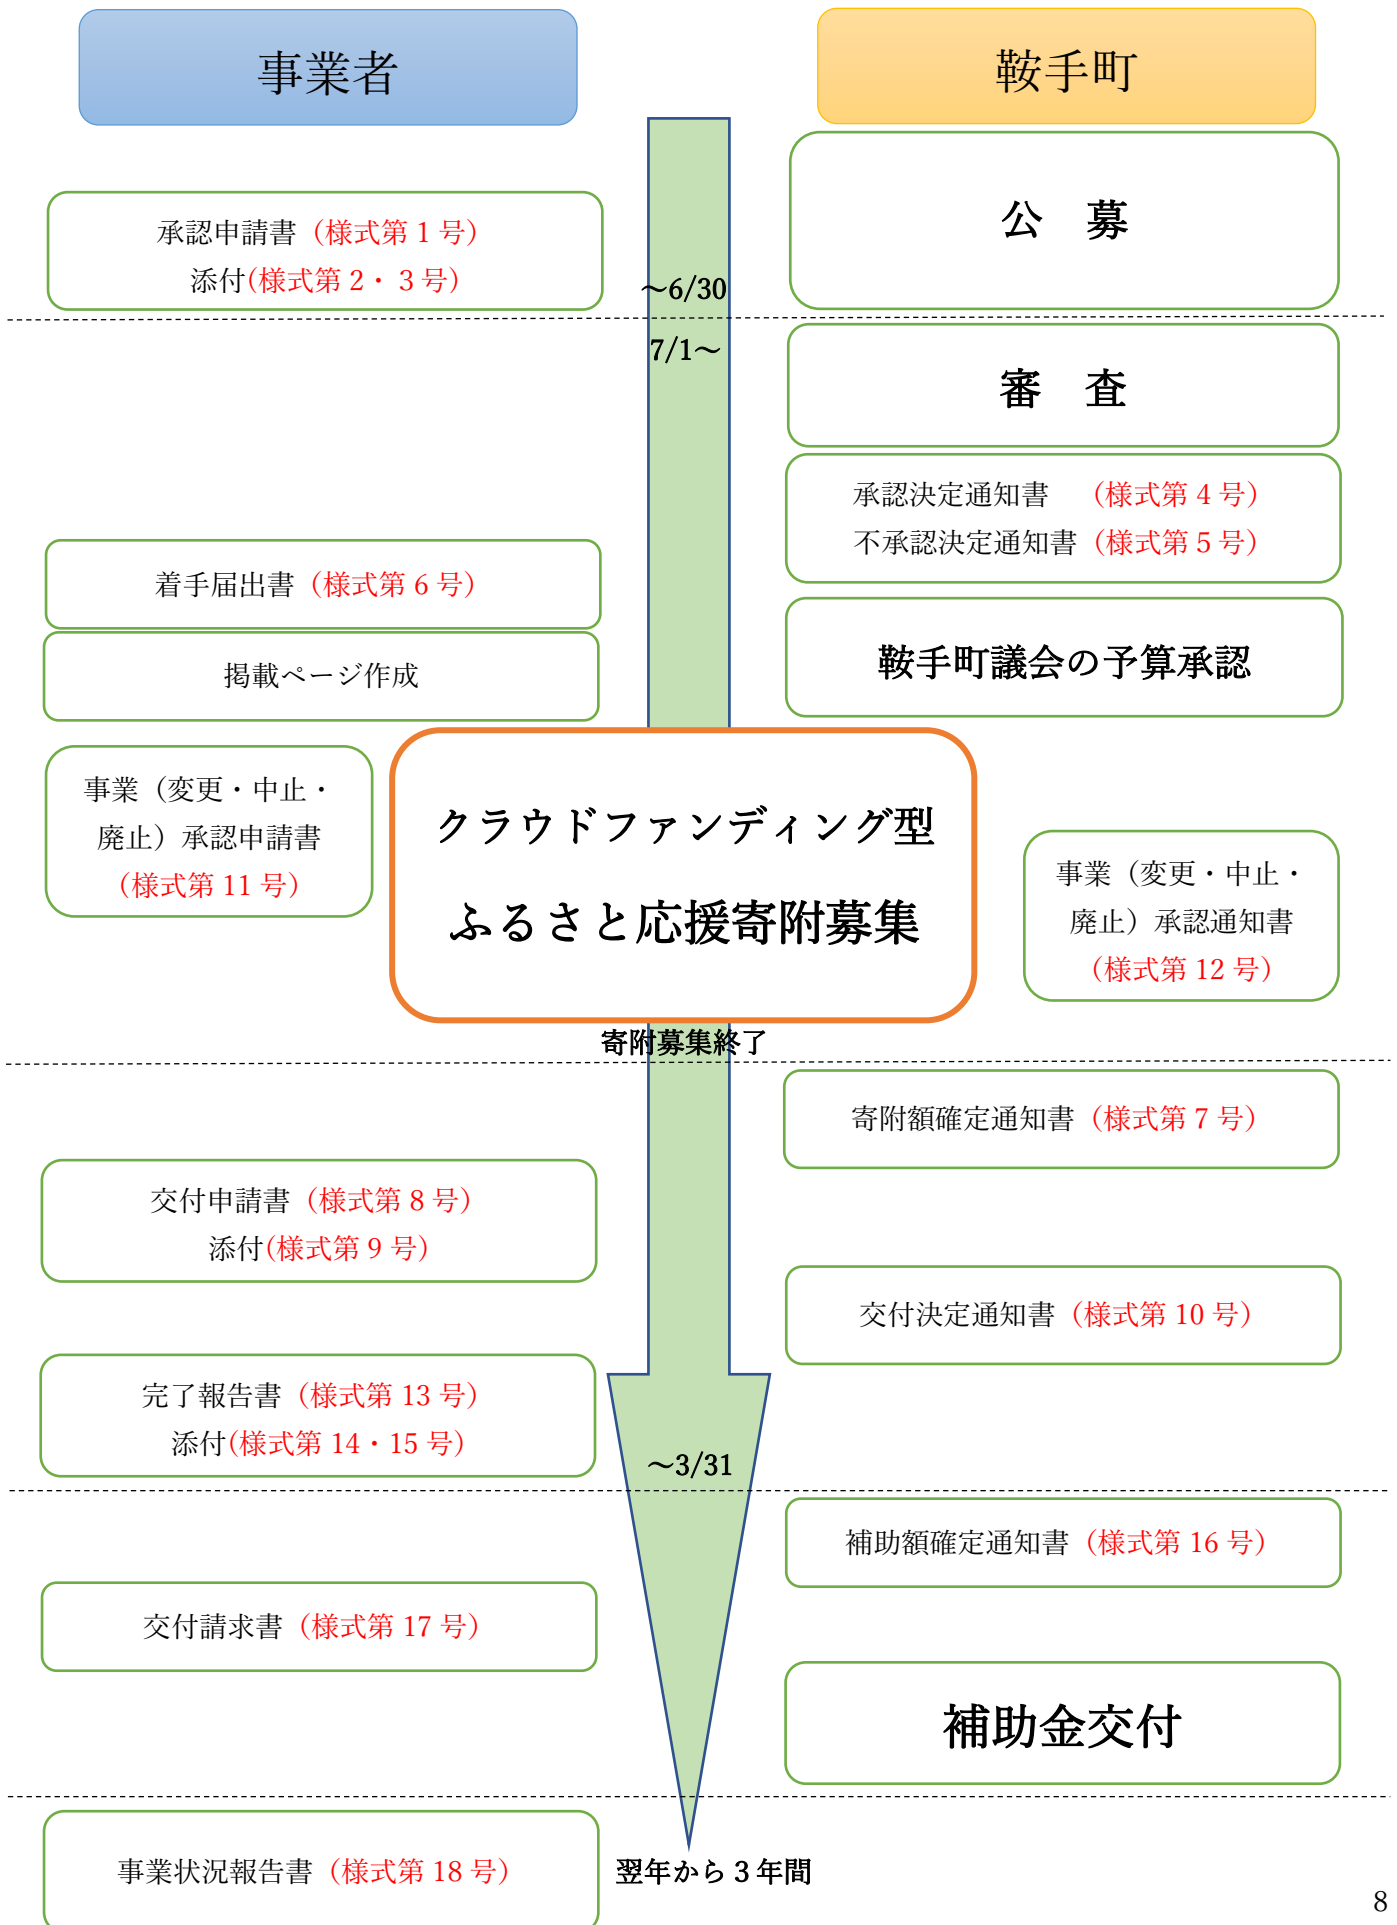 事業者
鞍手町
公　募
承認申請書（様式第 1 号）
添付(様式第 2・3 号）
～6/30
7/1～
審　査
承認決定通知書　（様式第 4 号）
不承認決定通知書（様式第 5 号）
着手届出書（様式第 6 号）
掲載ページ作成
鞍手町議会の予算承認
事業（変更・中止・
廃止）承認申請書
（様式第 11 号）
クラウドファンディング型
ふるさと応援寄附募集
事業（変更・中止・
廃止）承認通知書
（様式第 12 号）
寄附募集終了
寄附額確定通知書（様式第 7 号）
交付申請書（様式第 8 号）
添付(様式第 9 号）
交付決定通知書（様式第 10 号）
完了報告書（様式第 13 号）
添付(様式第 14・15 号）
～3/31
補助額確定通知書（様式第 16 号）
交付請求書（様式第 17 号）
補助金交付
事業状況報告書（様式第 18 号）
翌年から 3 年間
8